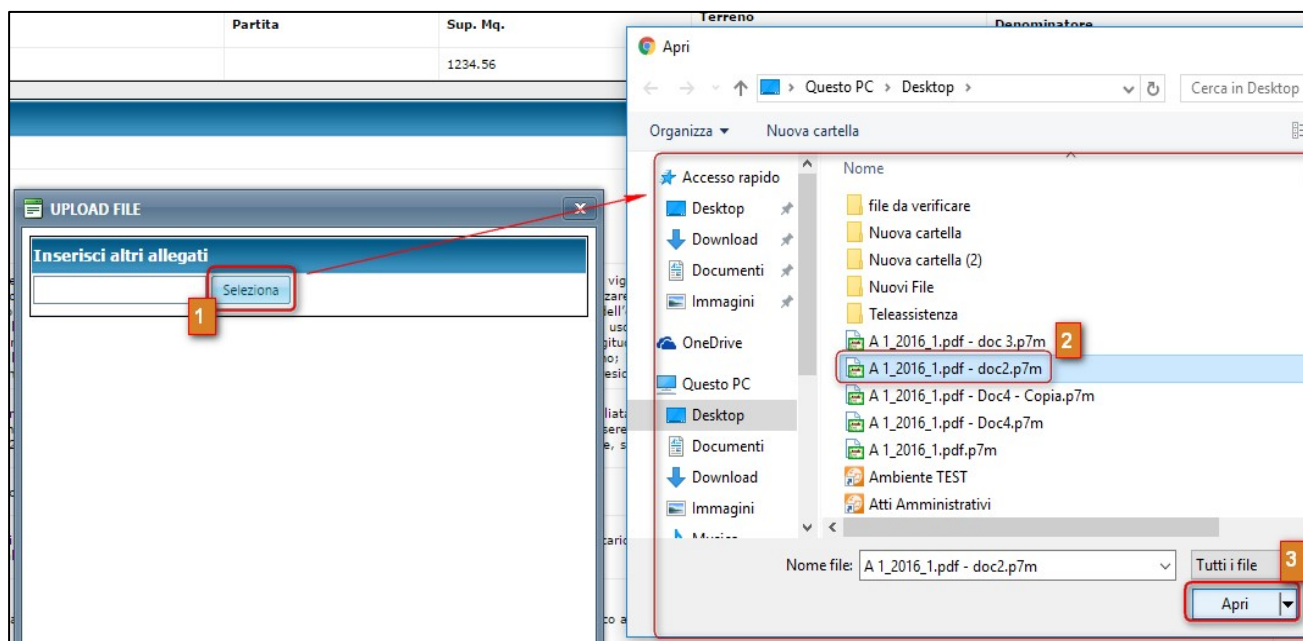 Partita
Sup. Mq.
Terreno
Denominatore
1234.56
Apri
Questo PC > Desktop >
Cerca in Desktop
Organizza
Nuova cartella
Accesso rapido
Desktop
Download
Documenti
Immagini
OneDrive
Questo PC
Desktop
Documenti
Download
Immagini
Musica
Nome
file da verificare
Nuova cartella
Nuova cartella (2)
Nuovi File
Teleassistenza
A 1_2016_1.pdf - doc 3.p7m
2
A 1_2016_1.pdf - doc2.p7m
A 1_2016_1.pdf - Doc4 - Copia.p7m
A 1_2016_1.pdf - Doc4.p7m
A 1_2016_1.pdf.p7m
Ambiente TEST
Atti Amministrativi
Nome file:
A 1_2016_1.pdf - doc2.p7m
Tutti i file
3
Apri
UPLOAD FILE
Inserisci altri allegati
Seleziona
1